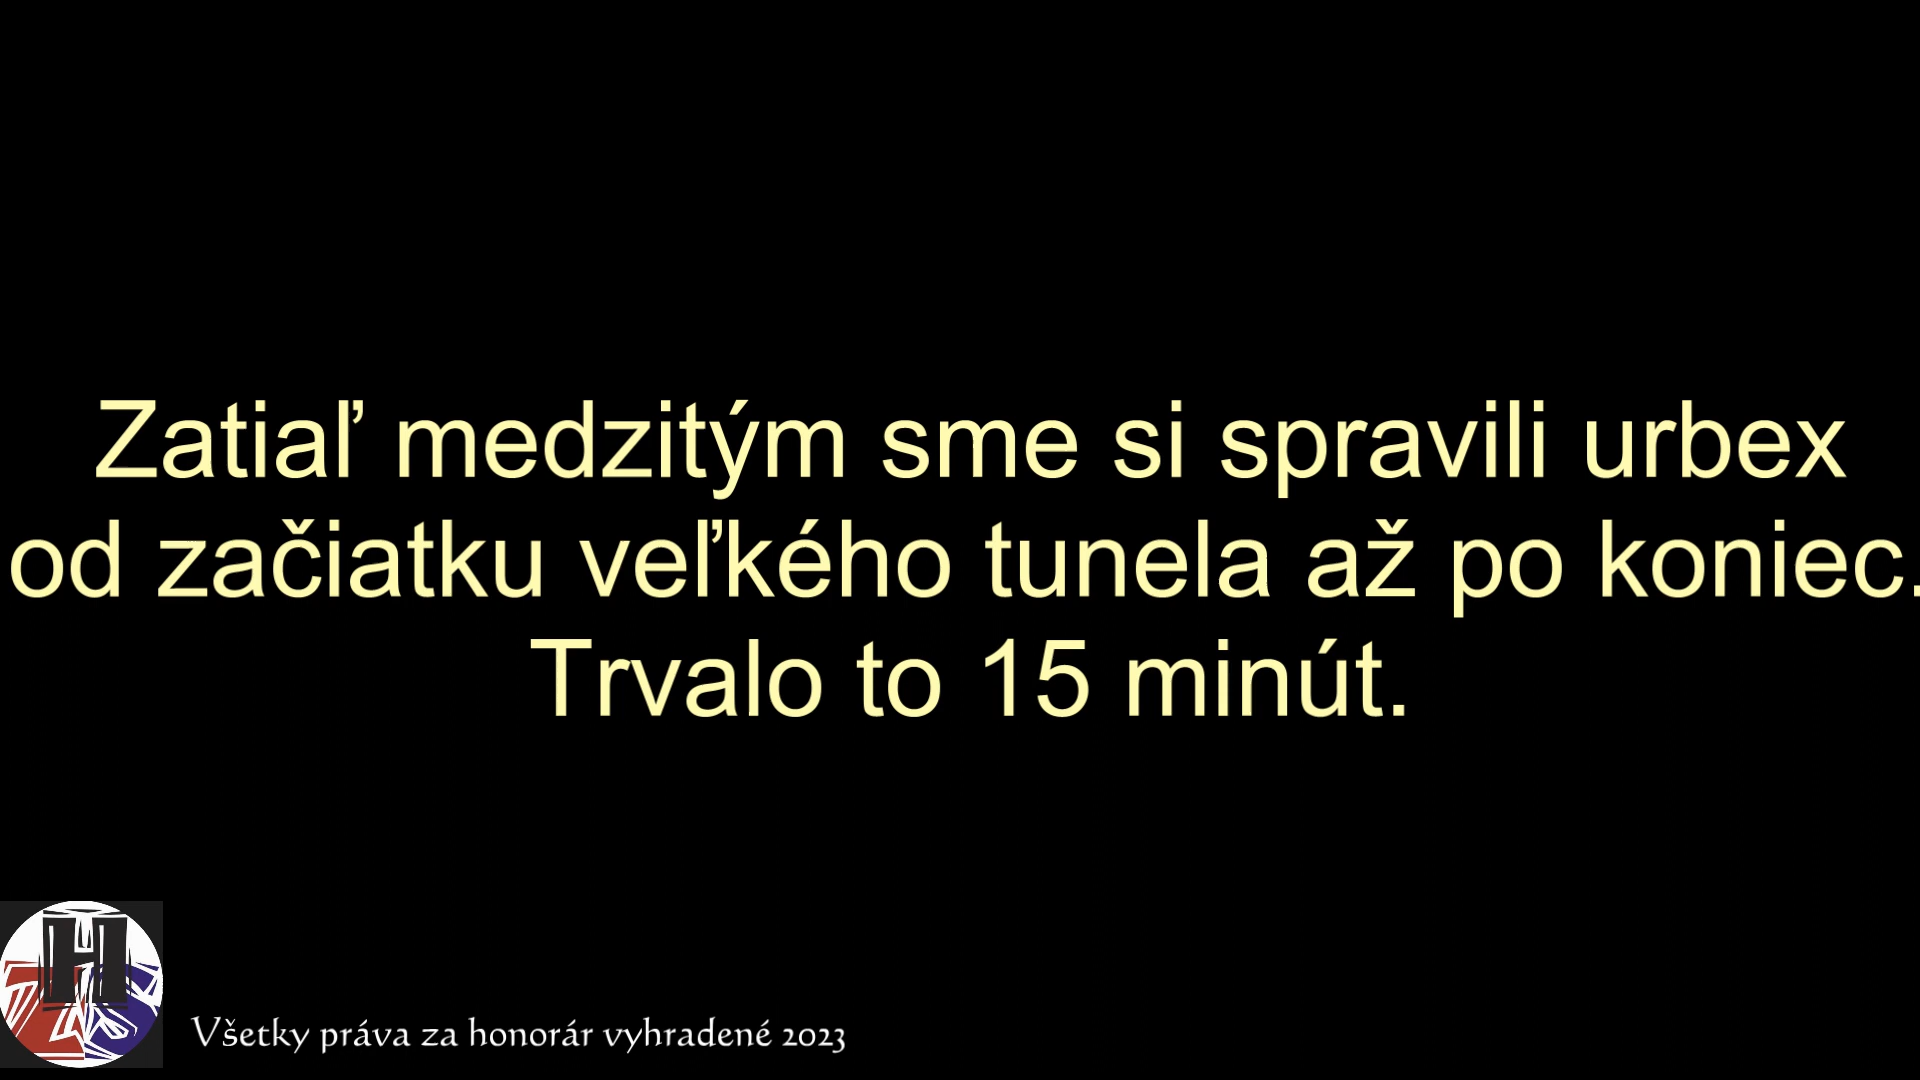 Zatiaľ medzitým sme si spravili urbex
od začiatku veľkého tunela až po koniec.
Trvalo to 15 minút.
H
Všetky práva za honorár vyhradené 2023